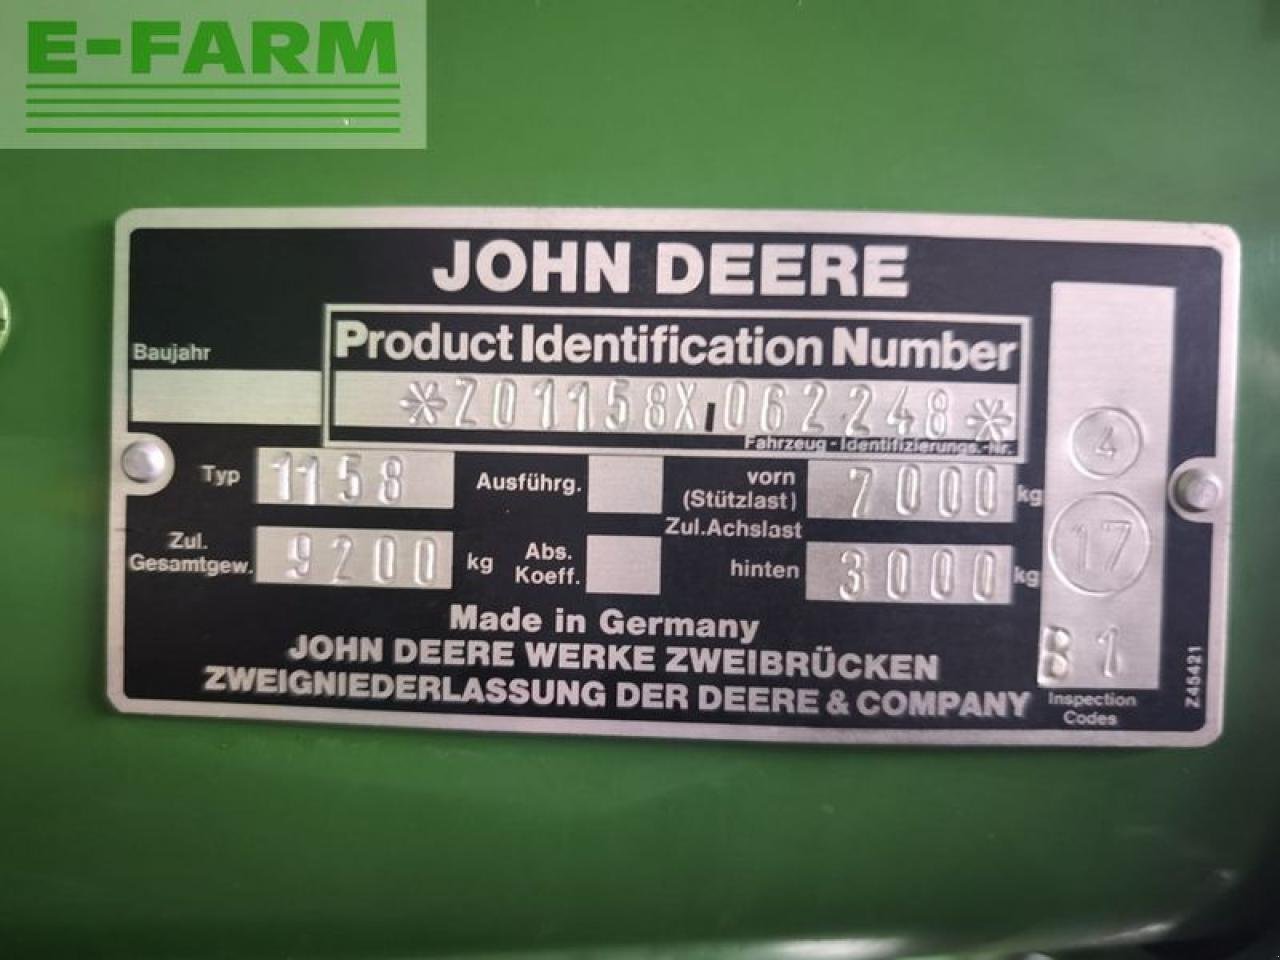 E-FARM
JOHN DEERE
Product Identification Number
Baujahr
*Z01158X062248*
Fahrzeug - Identifizierungs.-Nr.
Typ 1158 Ausführg. vorn (Stützlast) 7000 kg
Zul. Achslast
Zul. Gesamtgew. 9200 kg Abs. Koeff. hinten 3000 kg
Made in Germany
JOHN DEERE WERKE ZWEIBRÜCKEN
ZWEIGNIEDERLASSUNG DER DEERE & COMPANY
4
17
B1
Inspection
Codes
Z45421